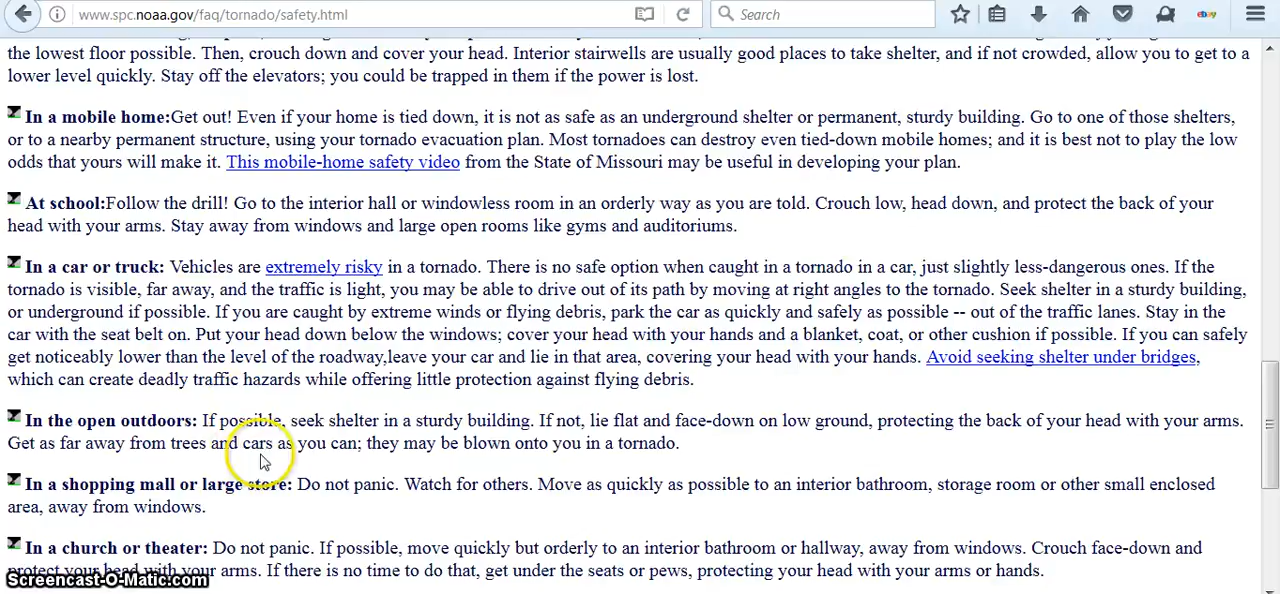 www.spc.noaa.gov/faq/tornado/safety.html
Search
ebay
the lowest floor possible. Then, crouch down and cover your head. Interior stairwells are usually good places to take shelter, and if not crowded, allow you to get to a
lower level quickly. Stay off the elevators; you could be trapped in them if the power is lost.
In a mobile home:Get out! Even if your home is tied down, it is not as safe as an underground shelter or permanent, sturdy building. Go to one of those shelters,
or to a nearby permanent structure, using your tornado evacuation plan. Most tornadoes can destroy even tied-down mobile homes; and it is best not to play the low
odds that yours will make it. This mobile-home safety video from the State of Missouri may be useful in developing your plan.
At school:Follow the drill! Go to the interior hall or windowless room in an orderly way as you are told. Crouch low, head down, and protect the back of your
head with your arms. Stay away from windows and large open rooms like gyms and auditoriums.
In a car or truck: Vehicles are extremely risky in a tornado. There is no safe option when caught in a tornado in a car, just slightly less-dangerous ones. If the
tornado is visible, far away, and the traffic is light, you may be able to drive out of its path by moving at right angles to the tornado. Seek shelter in a sturdy building,
or underground if possible. If you are caught by extreme winds or flying debris, park the car as quickly and safely as possible -- out of the traffic lanes. Stay in the
car with the seat belt on. Put your head down below the windows; cover your head with your hands and a blanket, coat, or other cushion if possible. If you can safely
get noticeably lower than the level of the roadway,leave your car and lie in that area, covering your head with your hands. Avoid seeking shelter under bridges,
which can create deadly traffic hazards while offering little protection against flying debris.
In the open outdoors: If possible, seek shelter in a sturdy building. If not, lie flat and face-down on low ground, protecting the back of your head with your arms.
Get as far away from trees and cars as you can; they may be blown onto you in a tornado.
In a shopping mall or large store: Do not panic. Watch for others. Move as quickly as possible to an interior bathroom, storage room or other small enclosed
area, away from windows.
In a church or theater: Do not panic. If possible, move quickly but orderly to an interior bathroom or hallway, away from windows. Crouch face-down and
protect your head with your arms. If there is no time to do that, get under the seats or pews, protecting your head with your arms or hands.
Screencast-O-Matic.com